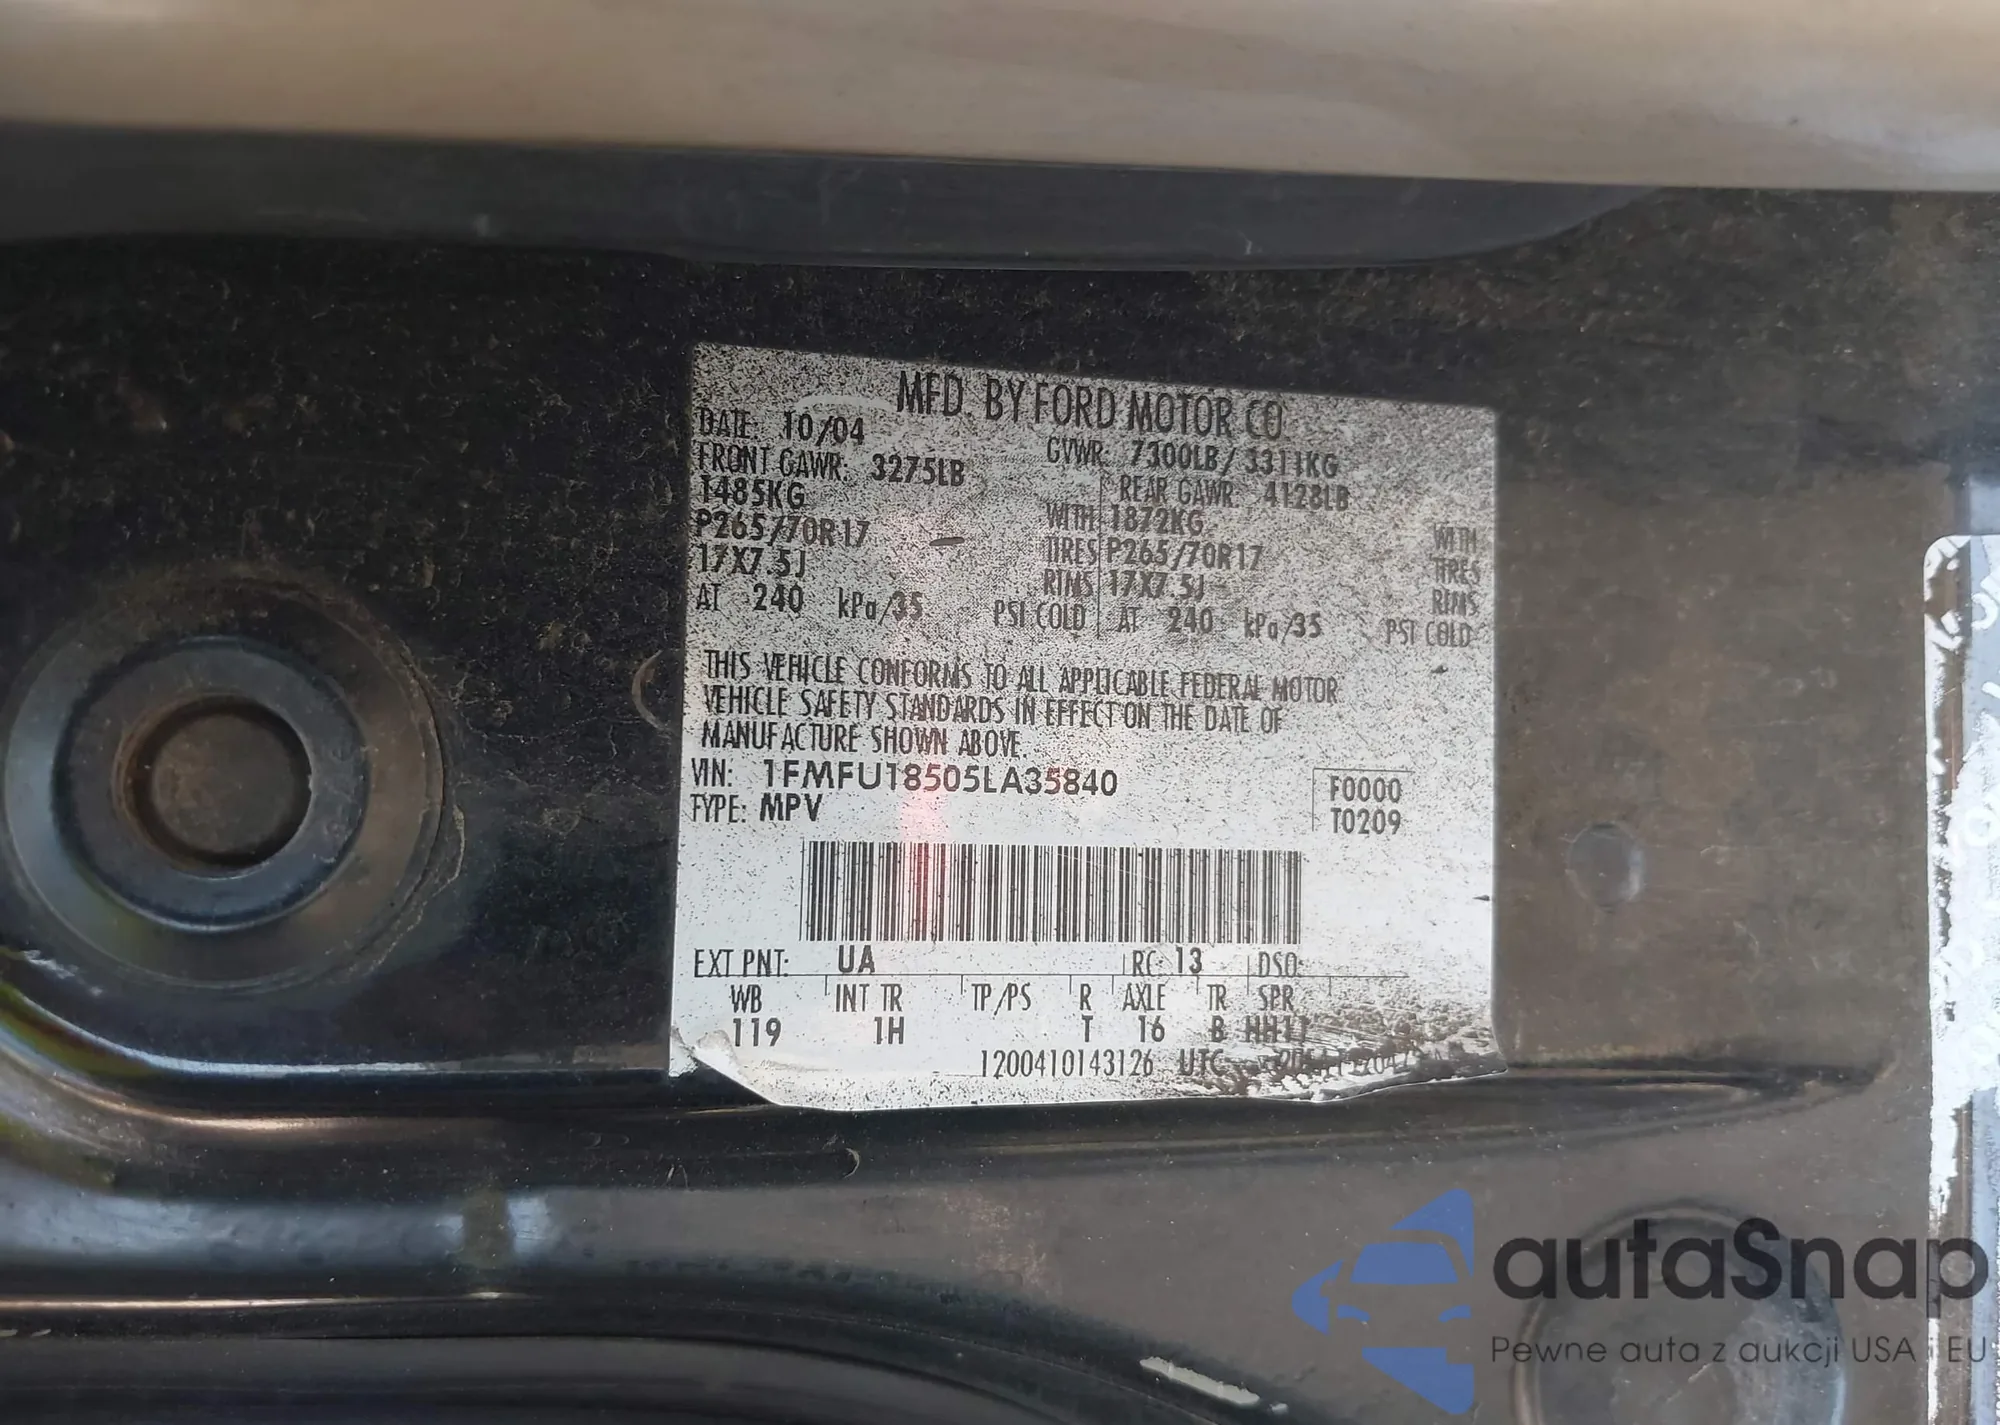 MFD. BY FORD MOTOR CO.
DATE: 10/04 GVWR: 7300LB/ 3311KG
FRONT GAWR: 3275LB REAR GAWR: 4128LB
1485KG WITH 1872KG WITH
P265/70R17 TIRES P265/70R17 TIRES
17X7.5J RIMS 17X7.5J RIMS
AT 240 kPa/35 PSI COLD AT 240 kPa/35 PSI COLD
THIS VEHICLE CONFORMS TO ALL APPLICABLE FEDERAL MOTOR
VEHICLE SAFETY STANDARDS IN EFFECT ON THE DATE OF
MANUFACTURE SHOWN ABOVE.
VIN: 1FMFU18505LA35840
F0000
TYPE: MPV
T0209
EXT PNT: UA RC: 13 DSO:
WB INT TR TP/PS R AXLE TR SPR
119 1H T 16 B HH17
1200410143126 UTC
autaSnap
Pewne auta z aukcji USA i EU